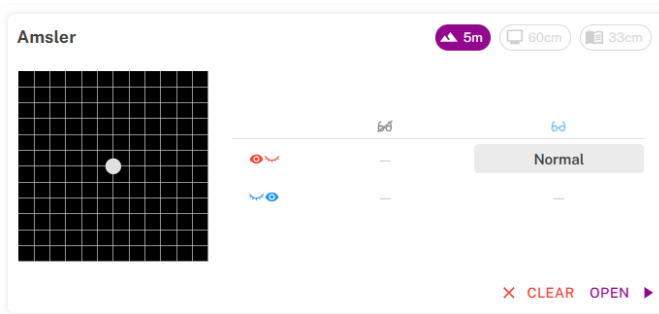 Amsler
5m
60cm
33cm
—
Normal
—
—
CLEAR
OPEN